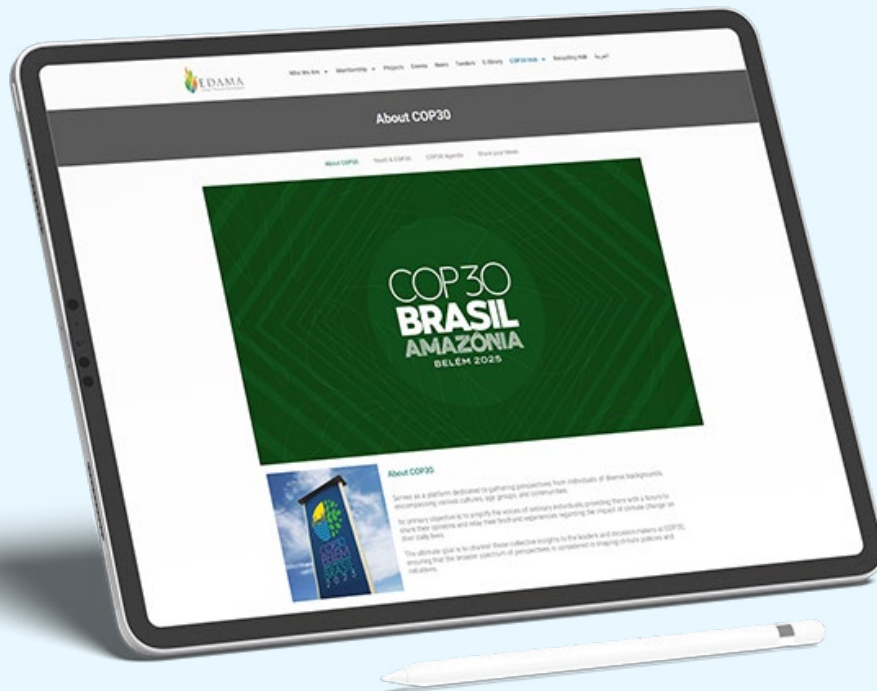 EDAMA
Who We Are Membership Projects Events News Tenders E-library COP30 Hub Recycling Hub العربية
About COP30
About COP30 Youth & COP30 COP30 Agenda Share your Views
COP30
BRASIL
AMAZÔNIA
BELÉM 2025
COP30
BELÉM
BRASIL
2025
About COP30
Serves as a platform dedicated to gathering perspectives from individuals of diverse backgrounds,
encompassing various cultures, age groups, and communities.
Its primary objective is to amplify the voices of ordinary individuals, providing them with a forum to
share their opinions and relay their firsthand experiences regarding the impact of climate change on
their daily lives.
The ultimate goal is to channel these collective insights to the leaders and decision-makers at COP30,
ensuring that the broader spectrum of perspectives is considered in shaping climate policies and
initiatives.